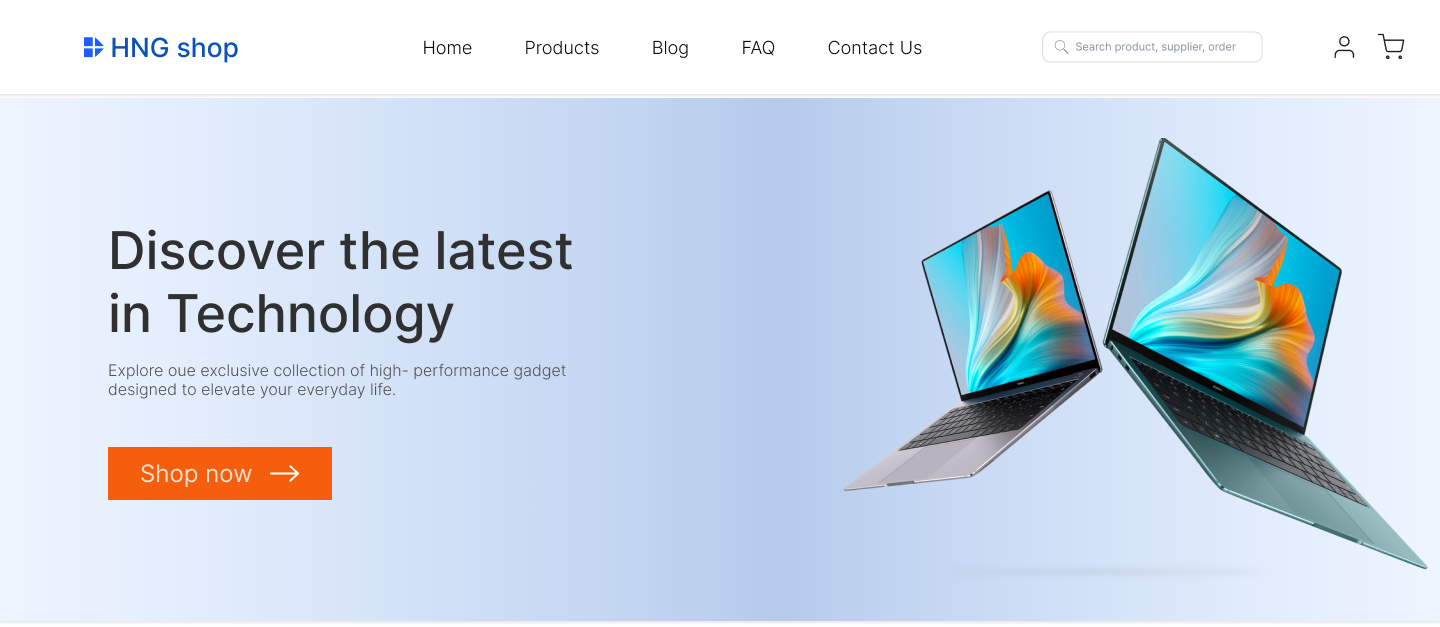 HNG shop
Home
Products
Blog
FAQ
Contact Us
Search product, supplier, order
Discover the latest
in Technology
Explore oue exclusive collection of high- performance gadget
designed to elevate your everyday life.
Shop now